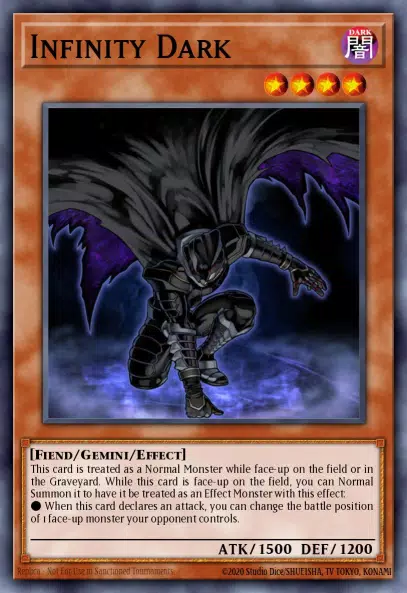 INFINITY DARK
DARK
闇
[FIEND/GEMINI/EFFECT]
This card is treated as a Normal Monster while face-up on the field or in
the Graveyard. While this card is face-up on the field, you can Normal
Summon it to have it be treated as an Effect Monster with this effect:
● When this card declares an attack, you can change the battle position
of 1 face-up monster your opponent controls.
ATK/1500 DEF/1200
Replica - Not For Use in Sanctioned Tournaments
©2020 Studio Dice/SHUEISHA, TV TOKYO, KONAMI